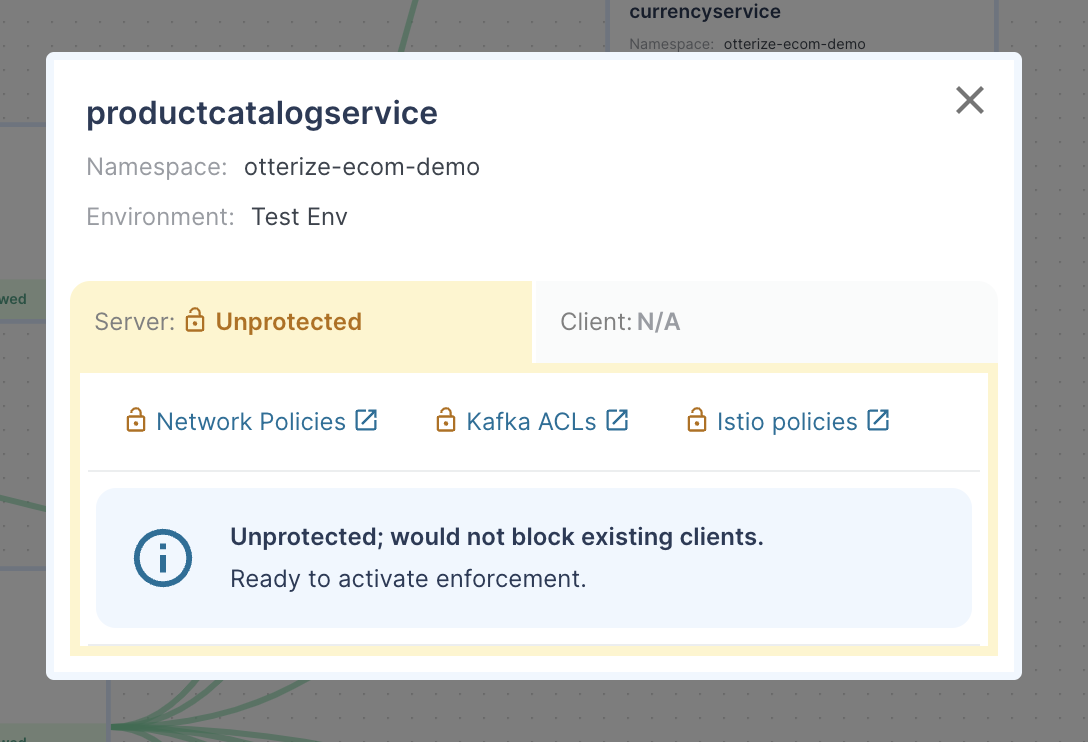 currencyservice
Namespace: otterize-ecom-demo
productcatalogservice
Namespace: otterize-ecom-demo
Environment: Test Env
wed
Server: Unprotected
Client: N/A
Network Policies
Kafka ACLs
Istio policies
Unprotected; would not block existing clients.
Ready to activate enforcement.